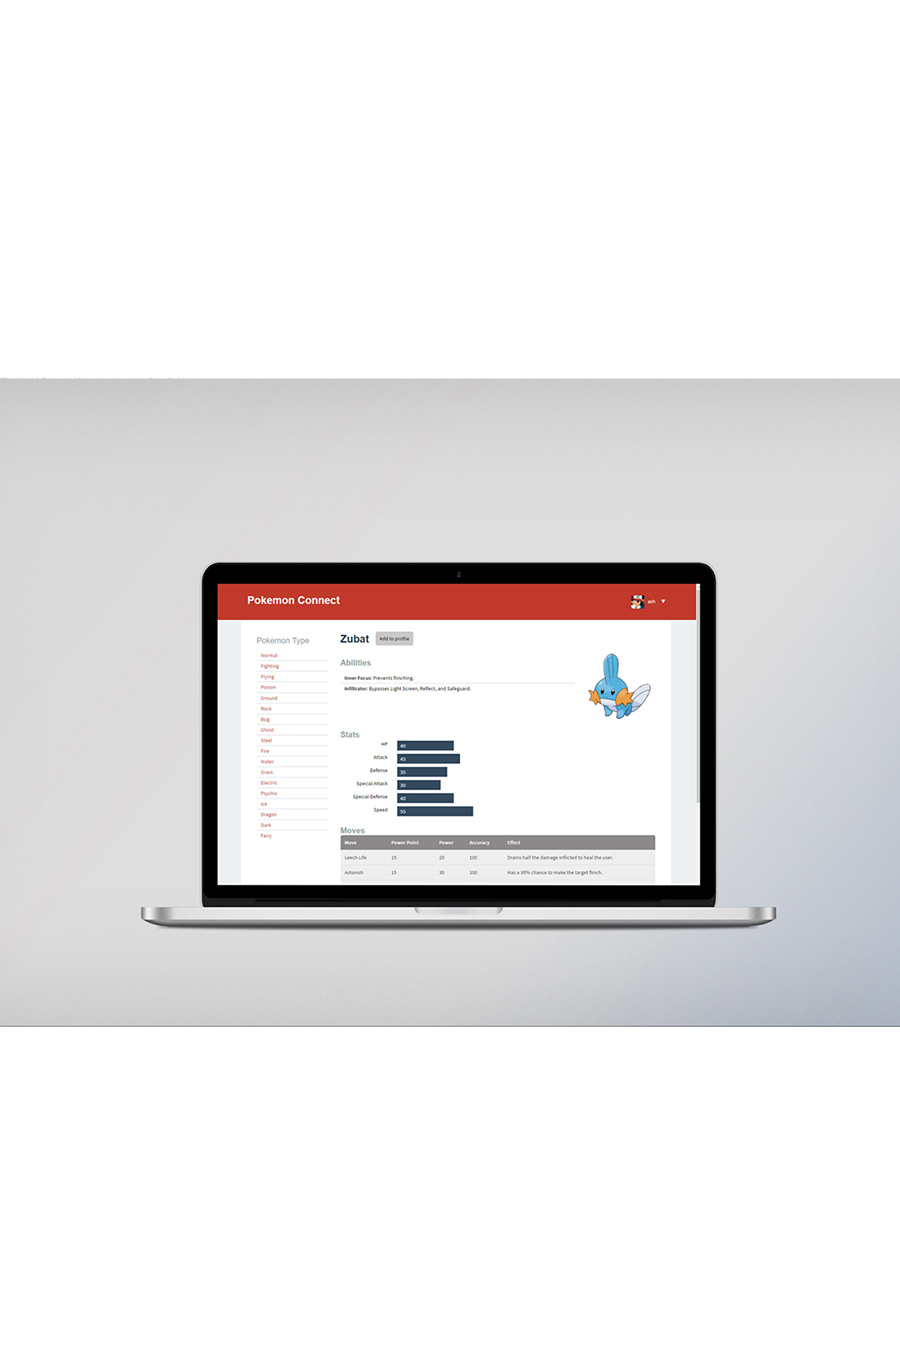 Pokemon Connect
ash
Pokemon Type
Normal
Fighting
Flying
Poison
Ground
Rock
Bug
Ghost
Steel
Fire
Water
Grass
Electric
Psychic
Ice
Dragon
Dark
Fairy
Zubat Add to profile
Abilities
Inner Focus: Prevents flinching.
Infiltrator: Bypasses Light Screen, Reflect, and Safeguard.
Stats
HP 40
Attack 45
Defense 35
Special Attack 30
Special Defense 40
Speed 55
Moves
Move Power Point Power Accuracy Effect
Leech Life 15 20 100 Drains half the damage inflicted to heal the user.
Astonish 15 30 100 Has a 30% chance to make the target flinch.